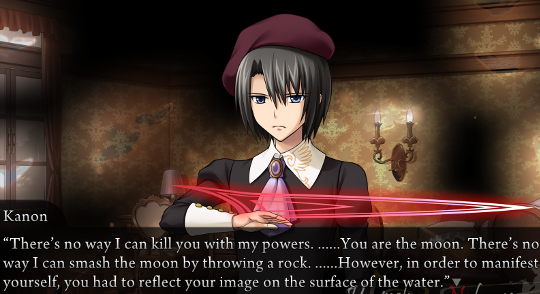 Kanon
“There's no way I can kill you with my powers. ......You are the moon. There's no
way I can smash the moon by throwing a rock. ......However, in order to manifest
yourself, you had to reflect your image on the surface of the water.”